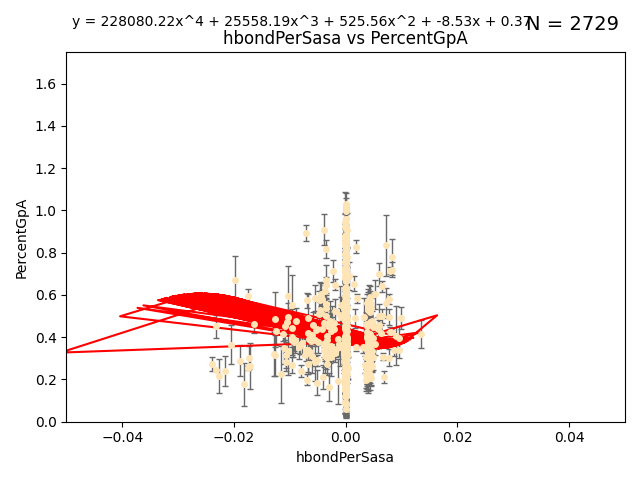 y = 228080.22x^4 + 25558.19x^3 + 525.56x^2 + -8.53x + 0.37
N = 2729
hbondPerSasa vs PercentGpA
1.6
1.4
1.2
1.0
0.8
0.6
0.4
0.2
0.0
PercentGpA
−0.04 −0.02 0.00 0.02 0.04
hbondPerSasa